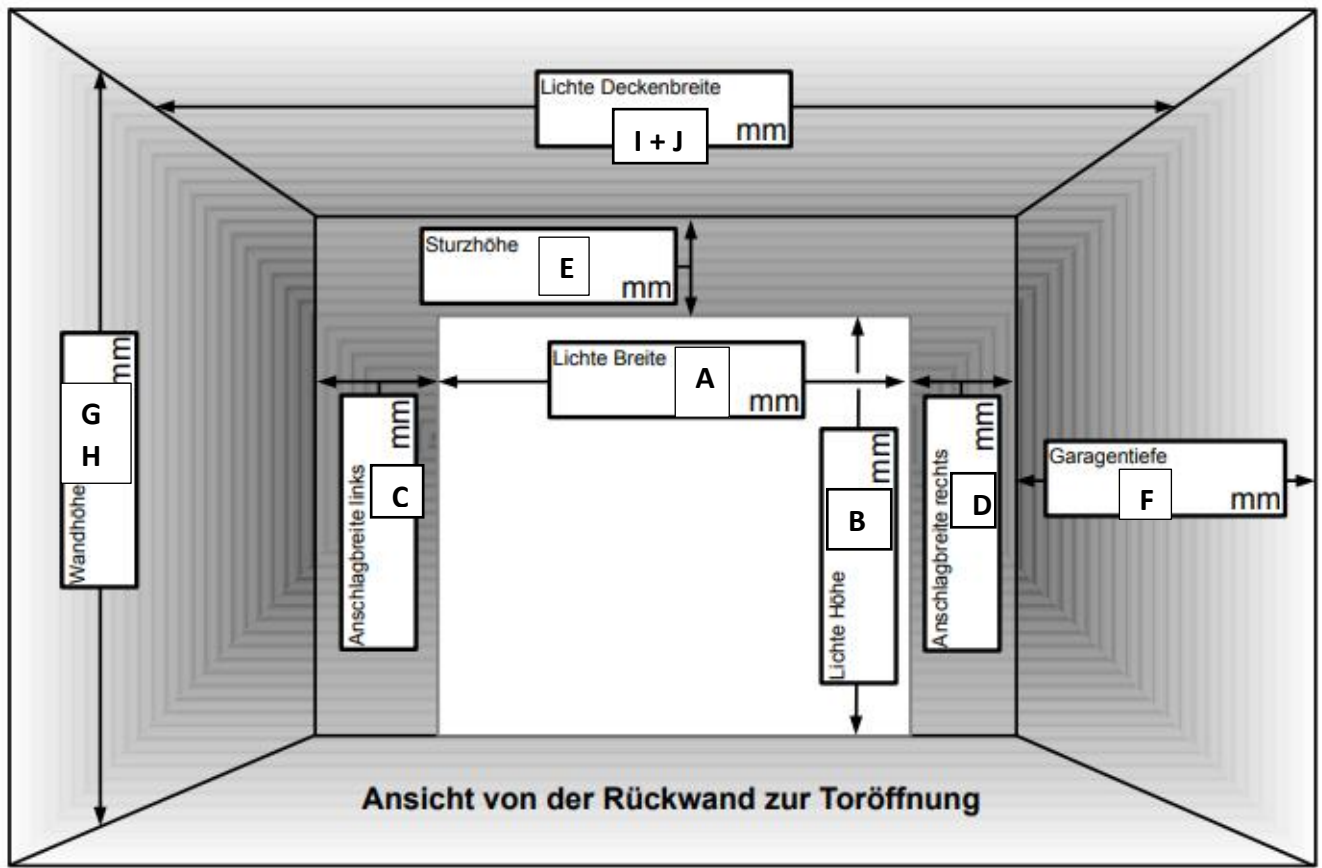 Lichte Deckenbreite
mm
I + J
Sturzhöhe
E
mm
Lichte Breite
A
mm
mm
G
H
Wandhöhe
mm
C
Anschlagbreite links
mm
B
Lichte Höhe
mm
D
Anschlagbreite rechts
Garagentiefe
F
mm
Ansicht von der Rückwand zur Toröffnung